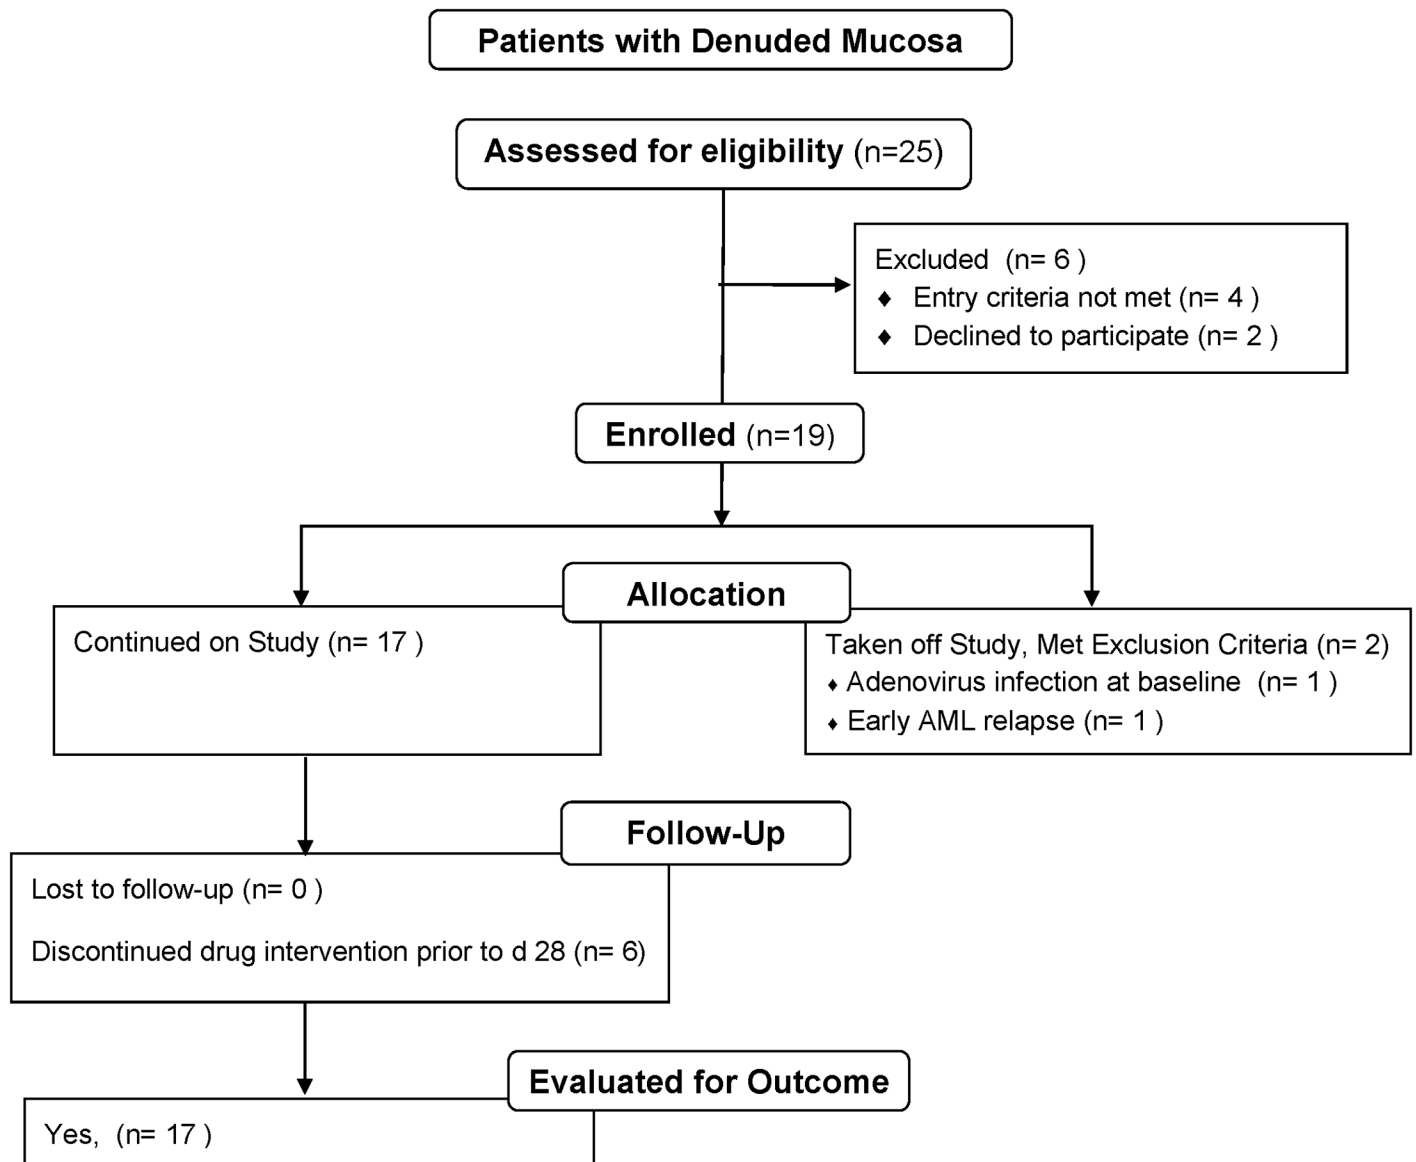 Patients with Denuded Mucosa
Assessed for eligibility (n=25)
Excluded (n= 6 )
♦ Entry criteria not met (n= 4 )
♦ Declined to participate (n= 2 )
Enrolled (n=19)
Allocation
Continued on Study (n= 17 )
Taken off Study, Met Exclusion Criteria (n= 2)
♦ Adenovirus infection at baseline (n= 1 )
♦ Early AML relapse (n= 1 )
Follow-Up
Lost to follow-up (n= 0 )
Discontinued drug intervention prior to d 28 (n= 6)
Evaluated for Outcome
Yes, (n= 17 )